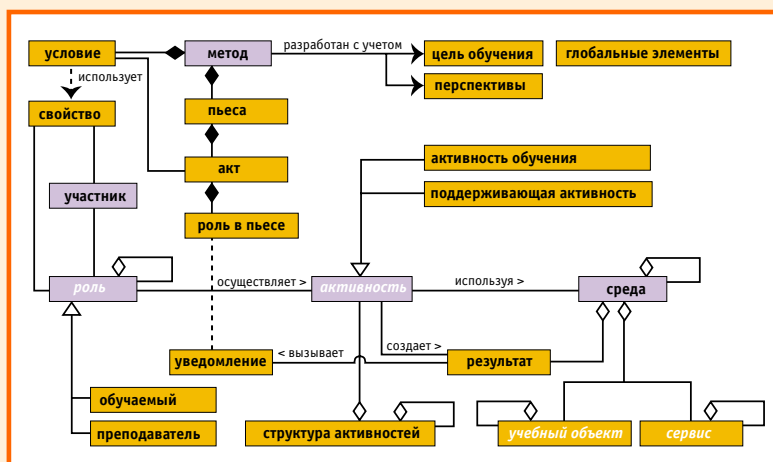 условие
метод
разработан с учетом
цель обучения
глобальные элементы
использует
перспективы
свойство
пьеса
активность обучения
акт
участник
поддерживающая активность
роль в пьесе
роль
осуществляет >
активность
используя >
среда
уведомление
< вызывает
создает >
результат
обучаемый
преподаватель
структура активностей
учебный объект
сервис